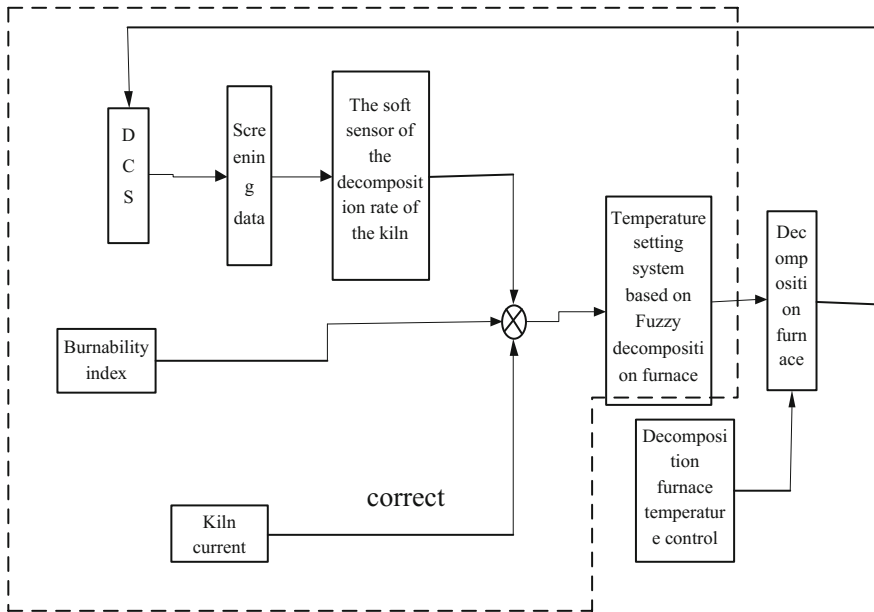 D
C
S
Scre
enin
g
data
The soft
sensor of
the
decomposit
ion rate of
the kiln
Temperature
setting
system
based on
Fuzzy
decompositi
on furnace
Dec
omp
ositi
on
furn
ace
Burnability
index
Decomposi
tion
furnace
temperatur
e control
correct
Kiln
current